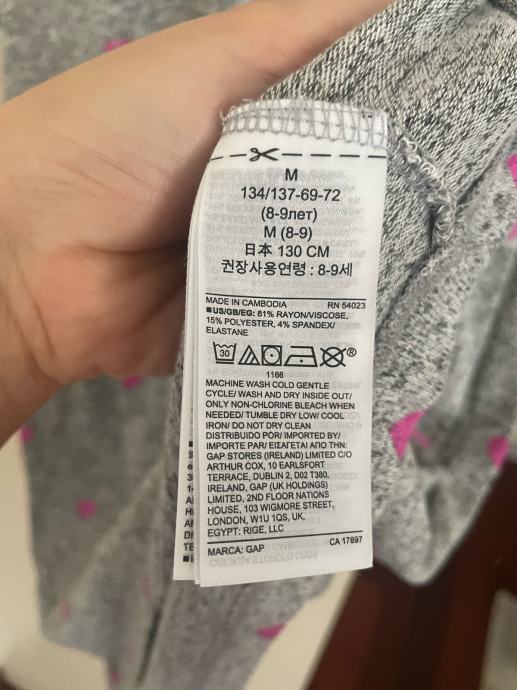 M
134/137-69-72
(8-9лет)
M (8-9)
日本 130 CM
권장사용연령 : 8-9세
MADE IN CAMBODIA RN 54023
■US/GB/EG: 81% RAYON/VISCOSE,
15% POLYESTER, 4% SPANDEX/
ELASTANE
30 ®
1166
MACHINE WASH COLD GENTLE
CYCLE/ WASH AND DRY INSIDE OUT/
ONLY NON-CHLORINE BLEACH WHEN
NEEDED/ TUMBLE DRY LOW/ COOL
IRON/ DO NOT DRY CLEAN
DISTRIBUIDO POR/ IMPORTED BY/
IMPORTE PAR/ ΕΙΣΑΓΕΤΑΙ ΑΠΟ ΤΗΝ:
GAP STORES (IRELAND) LIMITED C/O
ARTHUR COX, 10 EARLSFORT
TERRACE, DUBLIN 2, D02 T380,
IRELAND, GAP (UK HOLDINGS)
LIMITED, 2ND FLOOR NATIONS
HOUSE, 103 WIGMORE STREET,
LONDON, W1U 1QS, UK,
EGYPT: RIGE, LLC
MARCA: GAP CA 17897